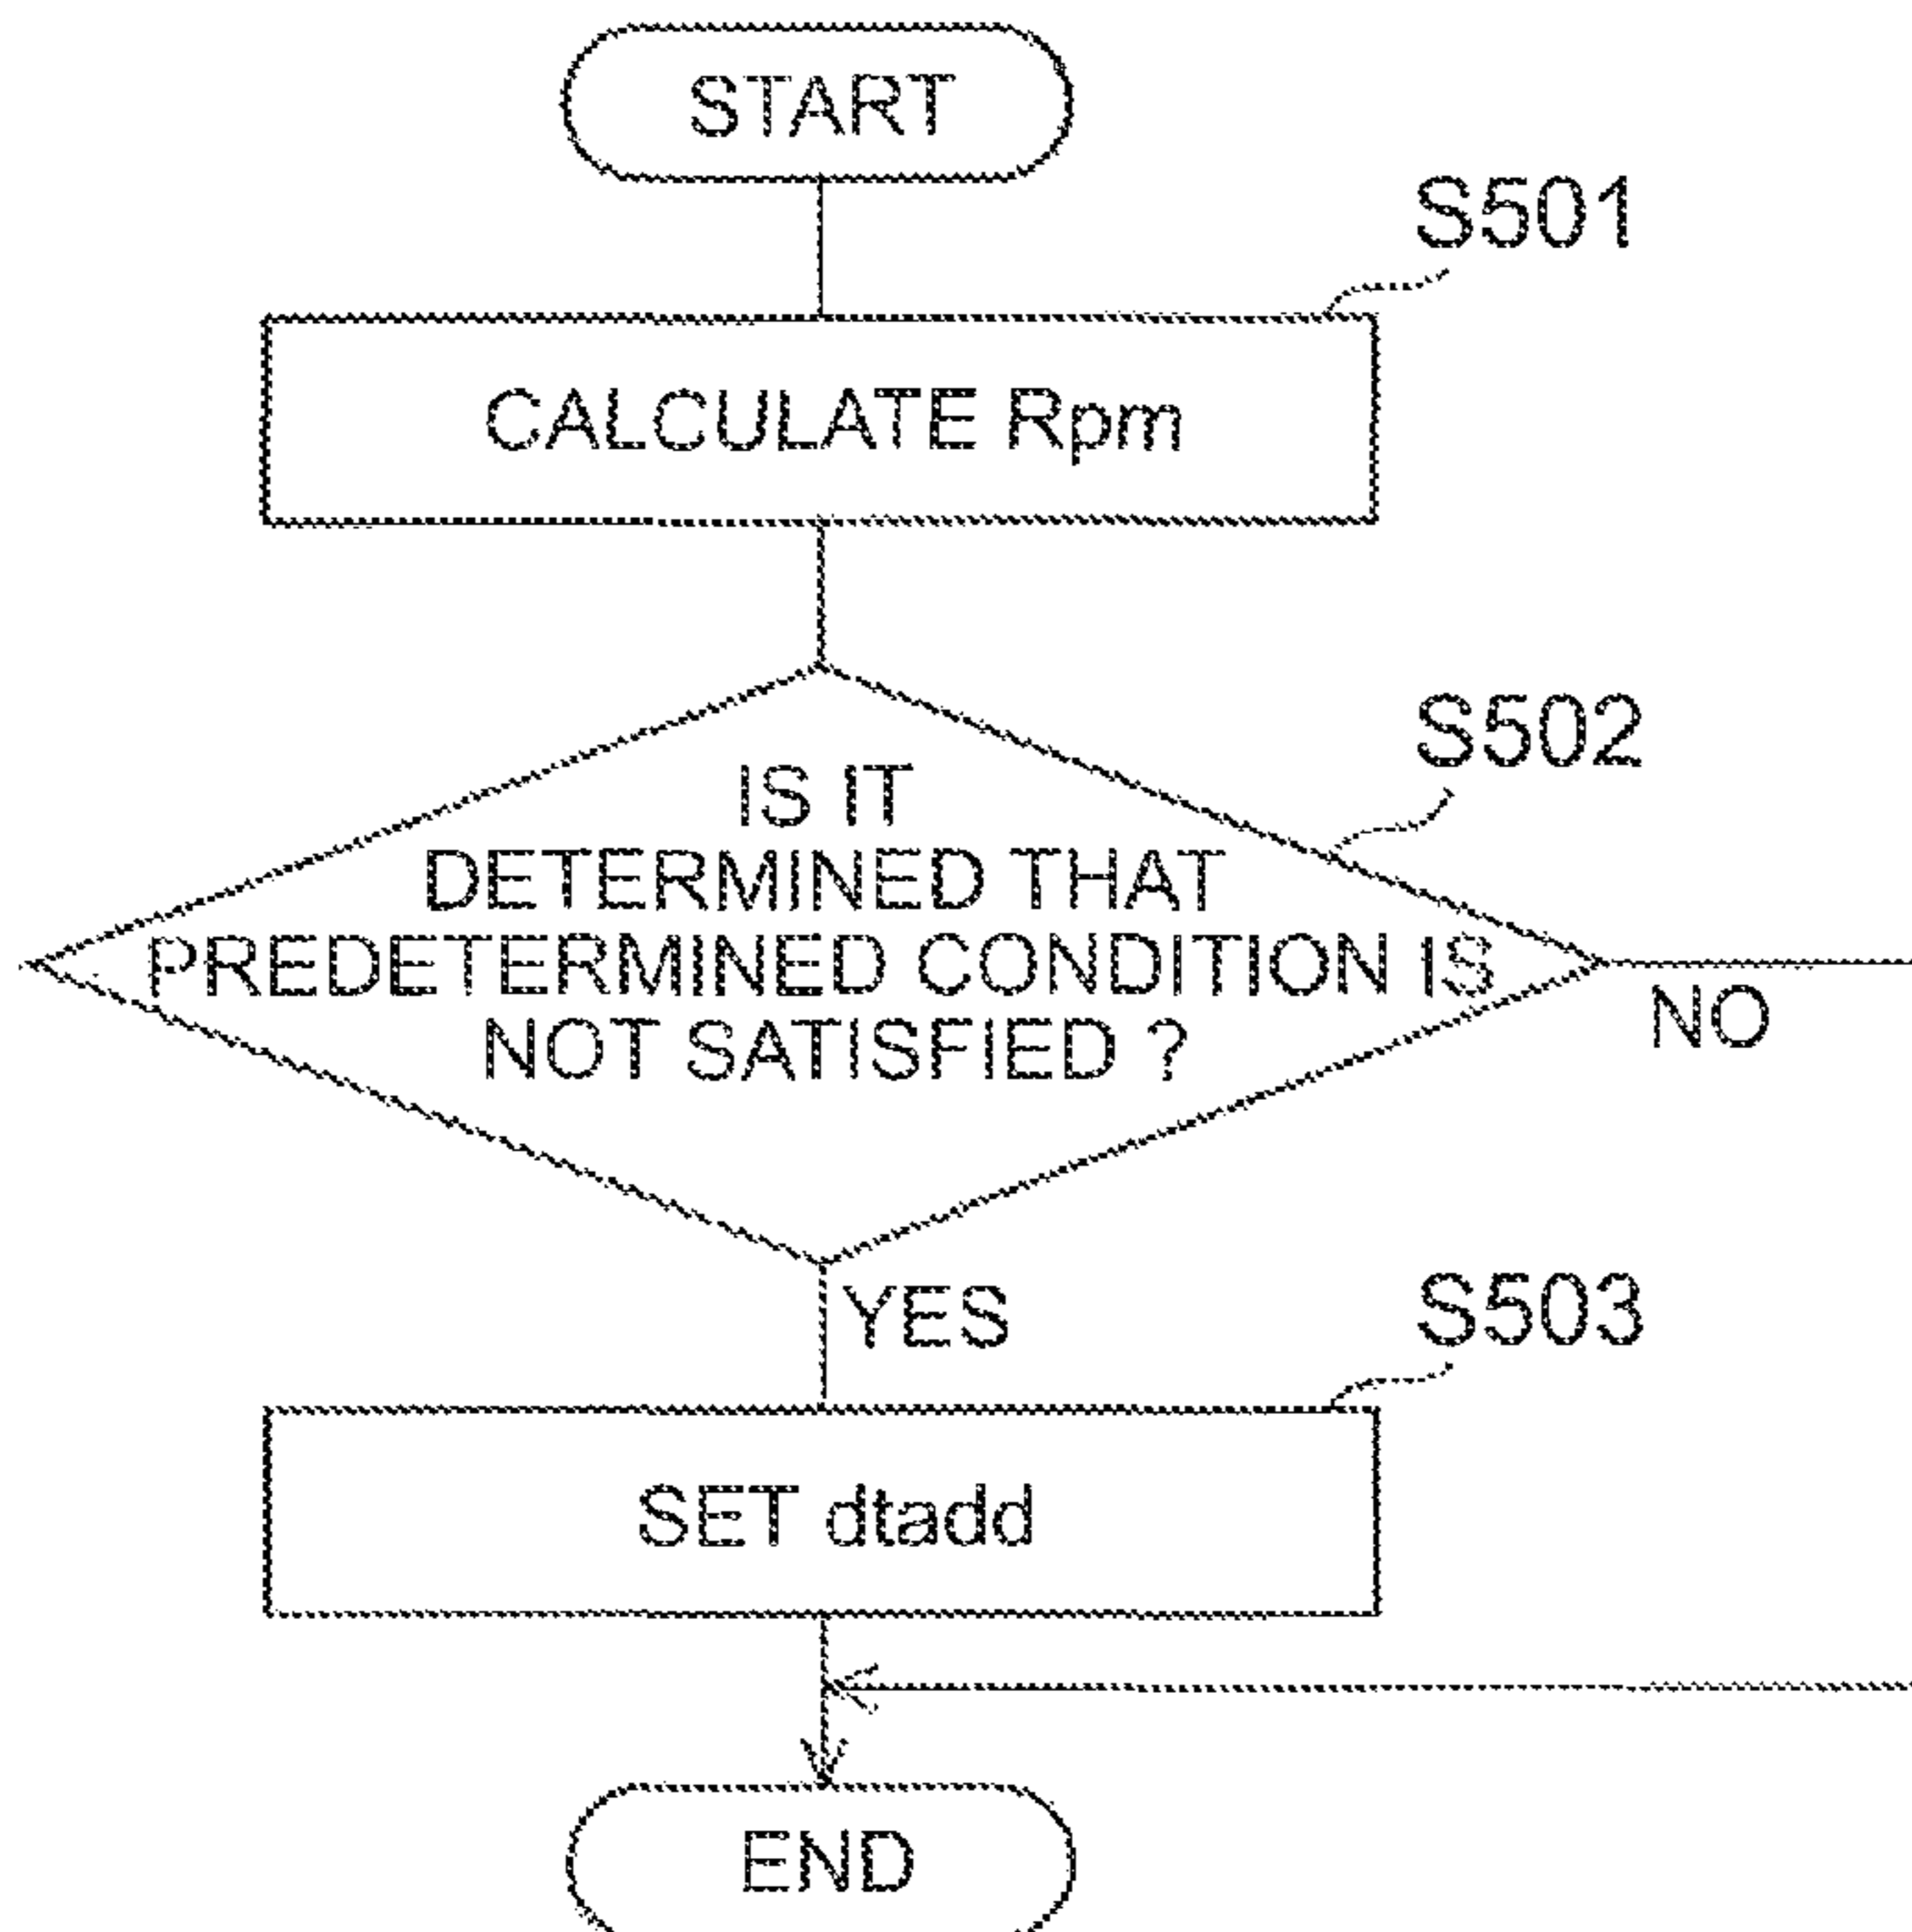 START
S501
CALCULATE Rpm
S502
IS IT
DETERMINED THAT
PREDETERMINED CONDITION IS
NOT SATISFIED ?
NO
YES
S503
SET dtadd
END